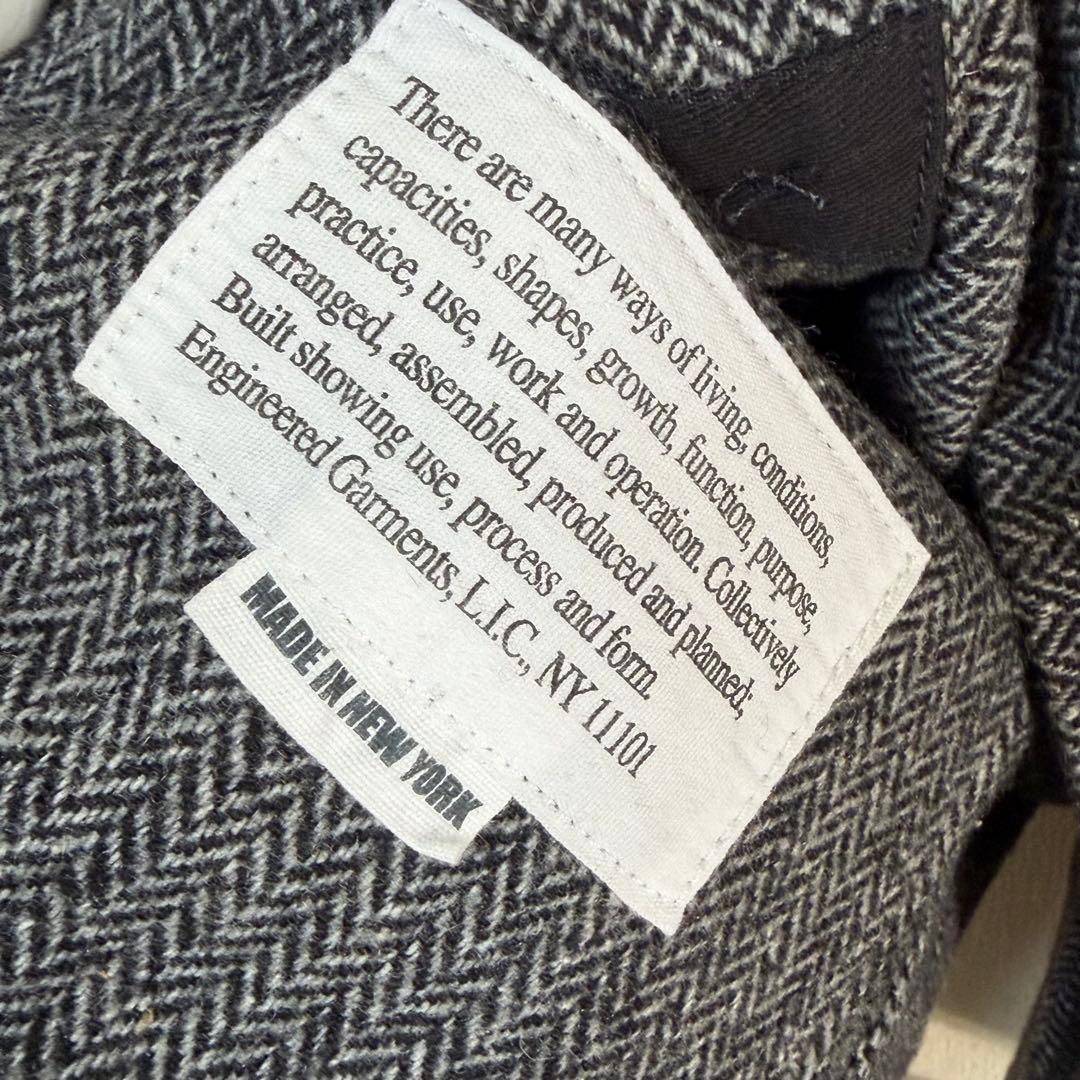 There are many ways of living, conditions,
capacities, shapes, growth, function, purpose,
practice, use, work and operation. Collectively
arranged, assembled, produced and planned;
Built showing use, process and form.
Engineered Garments, L.I.C., NY 11101
MADE IN NEW YORK